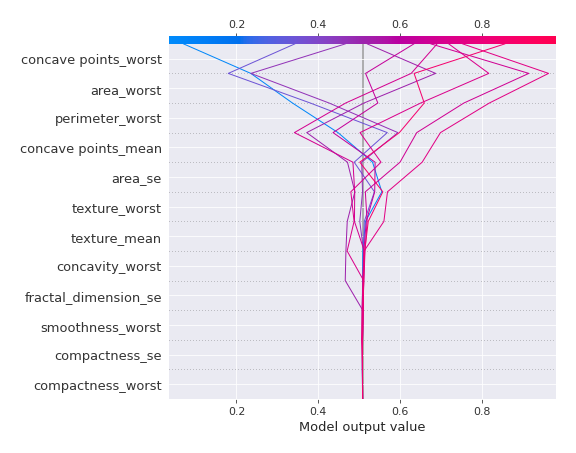 0.2 0.4 0.6 0.8
concave points_worst
area_worst
perimeter_worst
concave points_mean
area_se
texture_worst
texture_mean
concavity_worst
fractal_dimension_se
smoothness_worst
compactness_se
compactness_worst
0.2 0.4 0.6 0.8
Model output value